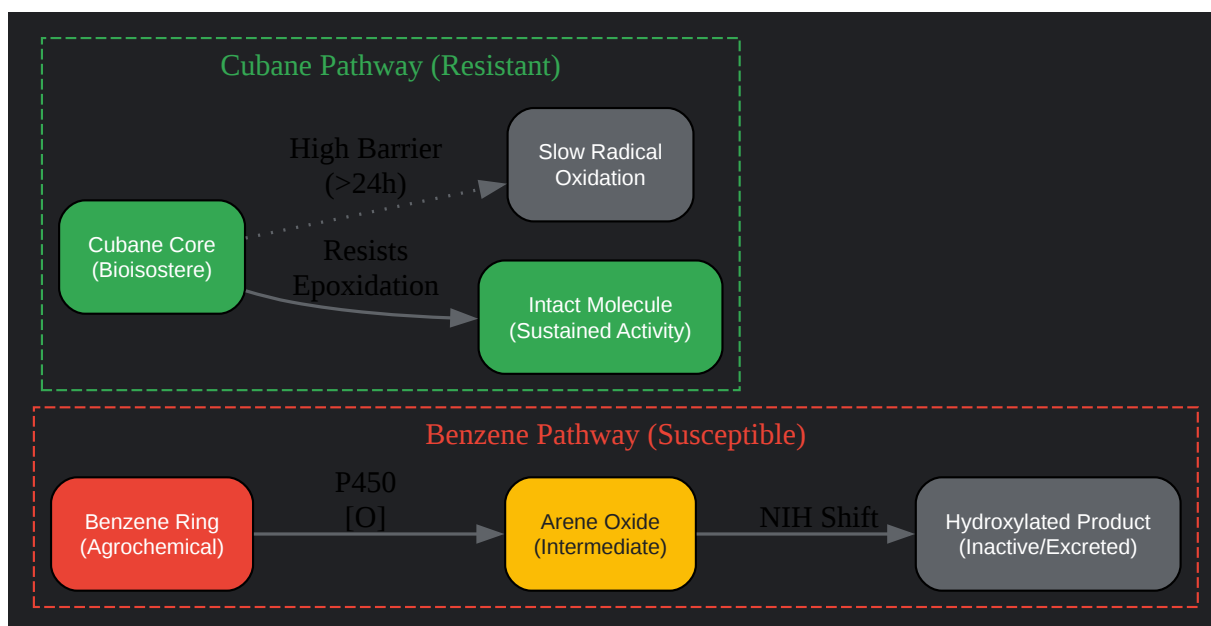 Cubane Pathway (Resistant)
High Barrier
(>24h)
Slow Radical
Oxidation
Cubane Core
(Bioisostere)
Resists
Epoxidation
Intact Molecule
(Sustained Activity)
Benzene Pathway (Susceptible)
Benzene Ring
(Agrochemical)
P450
[O]
Arene Oxide
(Intermediate)
NIH Shift
Hydroxylated Product
(Inactive/Excreted)